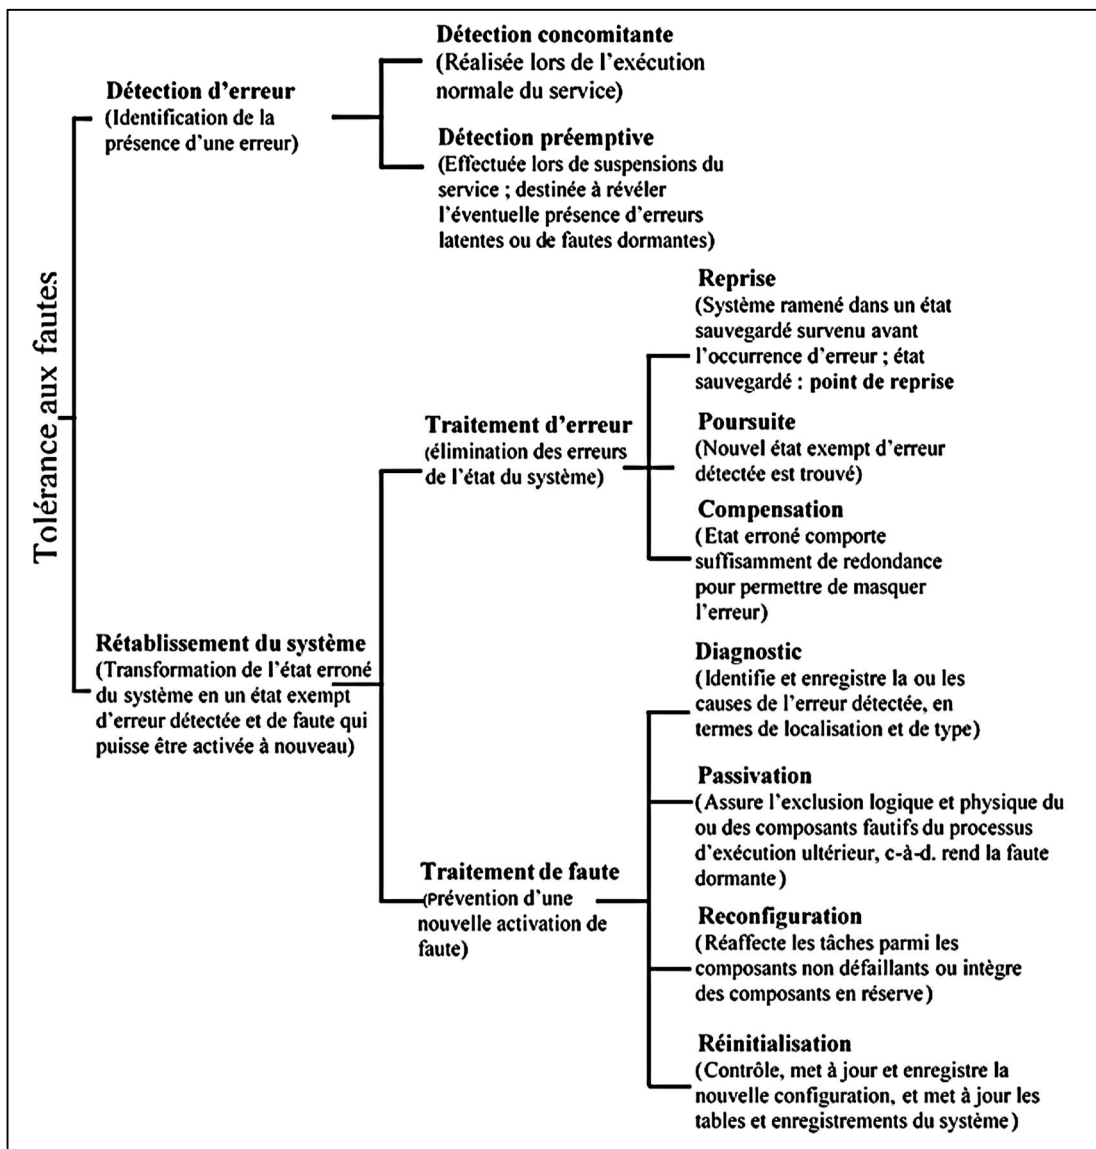 Tolérance aux fautes
Détection d'erreur
(Identification de la
présence d'une erreur)
Détection concomitante
(Réalisée lors de l'exécution
normale du service)
Détection préemptive
(Effectuée lors de suspensions du
service ; destinée à révéler
l'éventuelle présence d'erreurs
latentes ou de fautes dormantes)
Rétablissement du système
(Transformation de l'état erroné
du système en un état exempt
d'erreur détectée et de faute qui
puisse être activée à nouveau)
Traitement d'erreur
(élimination des erreurs
de l'état du système)
Reprise
(Système ramené dans un état
sauvegardé survenu avant
l'occurrence d'erreur ; état
sauvegardé : point de reprise
Poursuite
(Nouvel état exempt d'erreur
détectée est trouvé)
Compensation
(Etat erroné comporte
suffisamment de redondance
pour permettre de masquer
l'erreur)
Traitement de faute
(Prévention d'une
nouvelle activation de
faute)
Diagnostic
(Identifie et enregistre la ou les
causes de l'erreur détectée, en
termes de localisation et de type)
Passivation
(Assure l'exclusion logique et physique du
ou des composants fautifs du processus
d'exécution ultérieur, c-à-d. rend la faute
dormante)
Reconfiguration
(Réaffecte les tâches parmi les
composants non défaillants ou intègre
des composants en réserve)
Réinitialisation
(Contrôle, met à jour et enregistre la
nouvelle configuration, et met à jour les
tables et enregistrements du système)